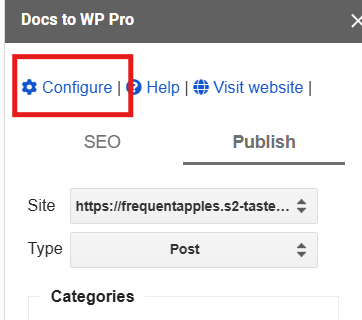 Docs to WP Pro
Configure | Help | Visit website |
SEO Publish
Site https://frequentapples.s2-taste...
Type Post
Categories